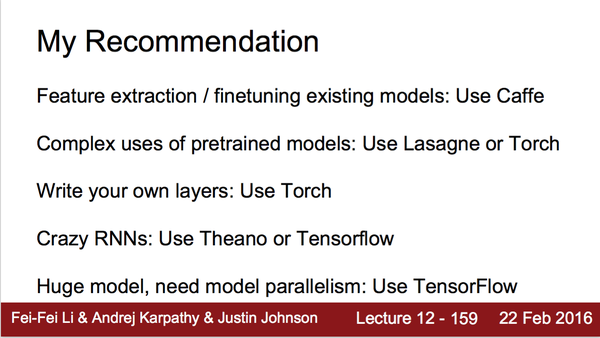 My Recommendation
Feature extraction / finetuning existing models: Use Caffe
Complex uses of pretrained models: Use Lasagne or Torch
Write your own layers: Use Torch
Crazy RNNs: Use Theano or Tensorflow
Huge model, need model parallelism: Use TensorFlow
Fei-Fei Li & Andrej Karpathy & Justin Johnson Lecture 12 - 159 22 Feb 2016